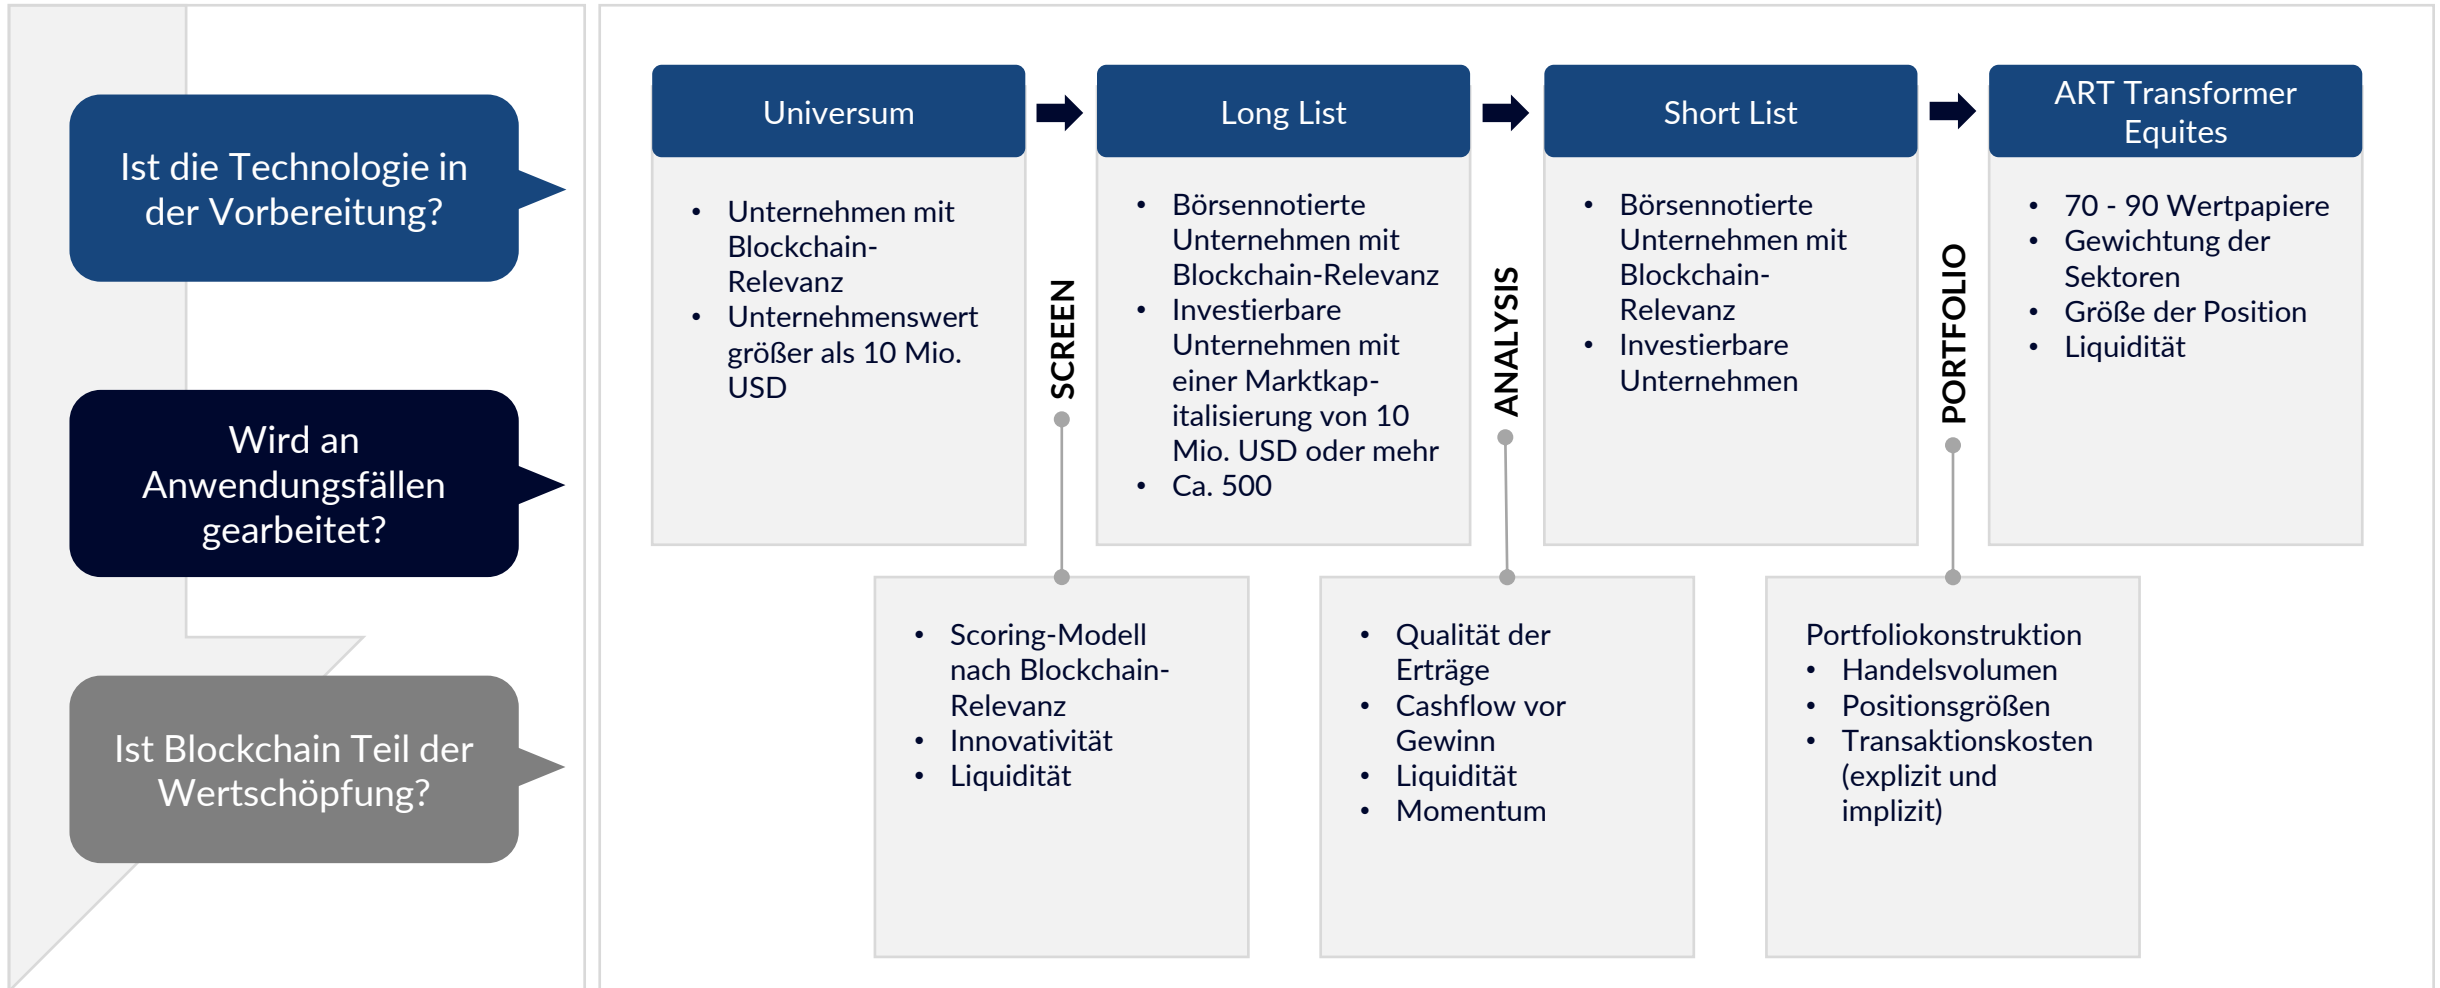 Ist die Technologie in
der Vorbereitung?
Wird an
Anwendungsfällen
gearbeitet?
Ist Blockchain Teil der
Wertschöpfung?
Universum
• Unternehmen mit
Blockchain-
Relevanz
• Unternehmenswert
größer als 10 Mio.
USD
SCREEN
• Scoring-Modell
nach Blockchain-
Relevanz
• Innovativität
• Liquidität
Long List
• Börsennotierte
Unternehmen mit
Blockchain-Relevanz
• Investierbare
Unternehmen mit
einer Marktkap-
italisierung von 10
Mio. USD oder mehr
• Ca. 500
ANALYSIS
• Qualität der
Erträge
• Cashflow vor
Gewinn
• Liquidität
• Momentum
Short List
• Börsennotierte
Unternehmen mit
Blockchain-
Relevanz
• Investierbare
Unternehmen
PORTFOLIO
Portfoliokonstruktion
• Handelsvolumen
• Positionsgrößen
• Transaktionskosten
(explizit und
implizit)
ART Transformer
Equites
• 70 - 90 Wertpapiere
• Gewichtung der
Sektoren
• Größe der Position
• Liquidität